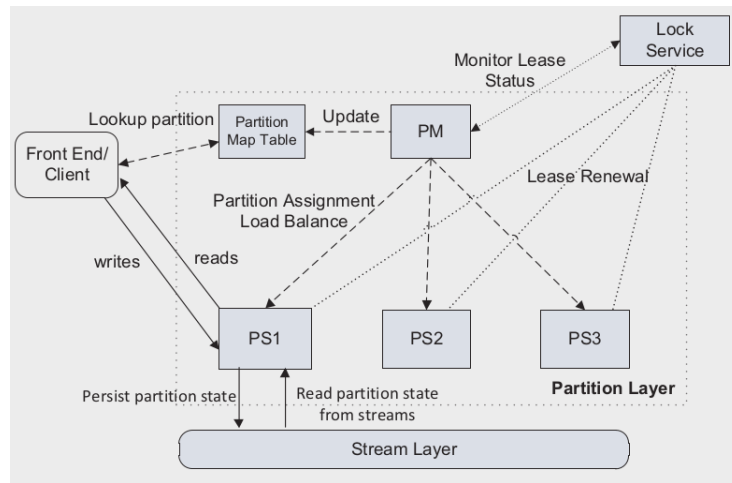 Lock
Service
Monitor Lease
Status
Lookup partition
Partition
Map Table
Update
PM
Front End/
Client
Lease Renewal
Partition Assignment
Load Balance
writes
reads
PS1
PS2
PS3
Partition Layer
Persist partition state
Read partition state
from streams
Stream Layer